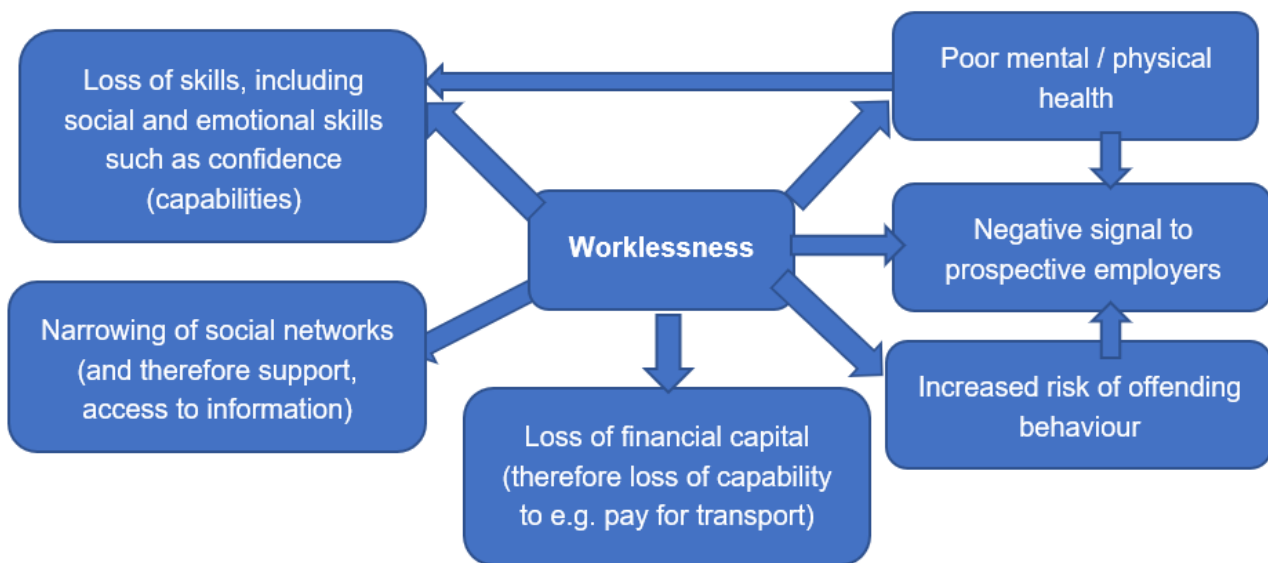 Loss of skills, including
social and emotional skills
such as confidence
(capabilities)
Poor mental / physical
health
Worklessness
Negative signal to
prospective employers
Narrowing of social networks
(and therefore support,
access to information)
Increased risk of offending
behaviour
Loss of financial capital
(therefore loss of capability
to e.g. pay for transport)